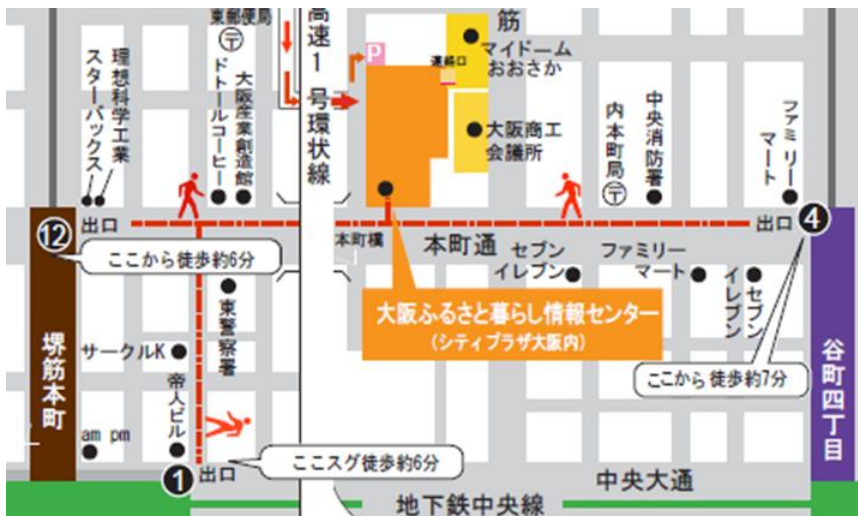 東郵便局
〒
高速1号環状線
筋
P
連絡口
マイドーム
おおさか
理想科学工業
スターバックス
大阪産業創造館
ドトールコーヒー
大阪商工
会議所
中央消防署
内本町局
〒
ファミリー
マート
12
出口
ここから徒歩約6分
本町橋
本町通
出口
4
セブン
イレブン
ファミリー
マート
セブン
イレブン
大阪ふるさと暮らし情報センター
(シティプラザ大阪内)
ここから徒歩約7分
東警察署
サークルK
帝人ビル
am pm
堺筋本町
谷町四丁目
1
出口
ここスグ徒歩約6分
中央大通
地下鉄中央線